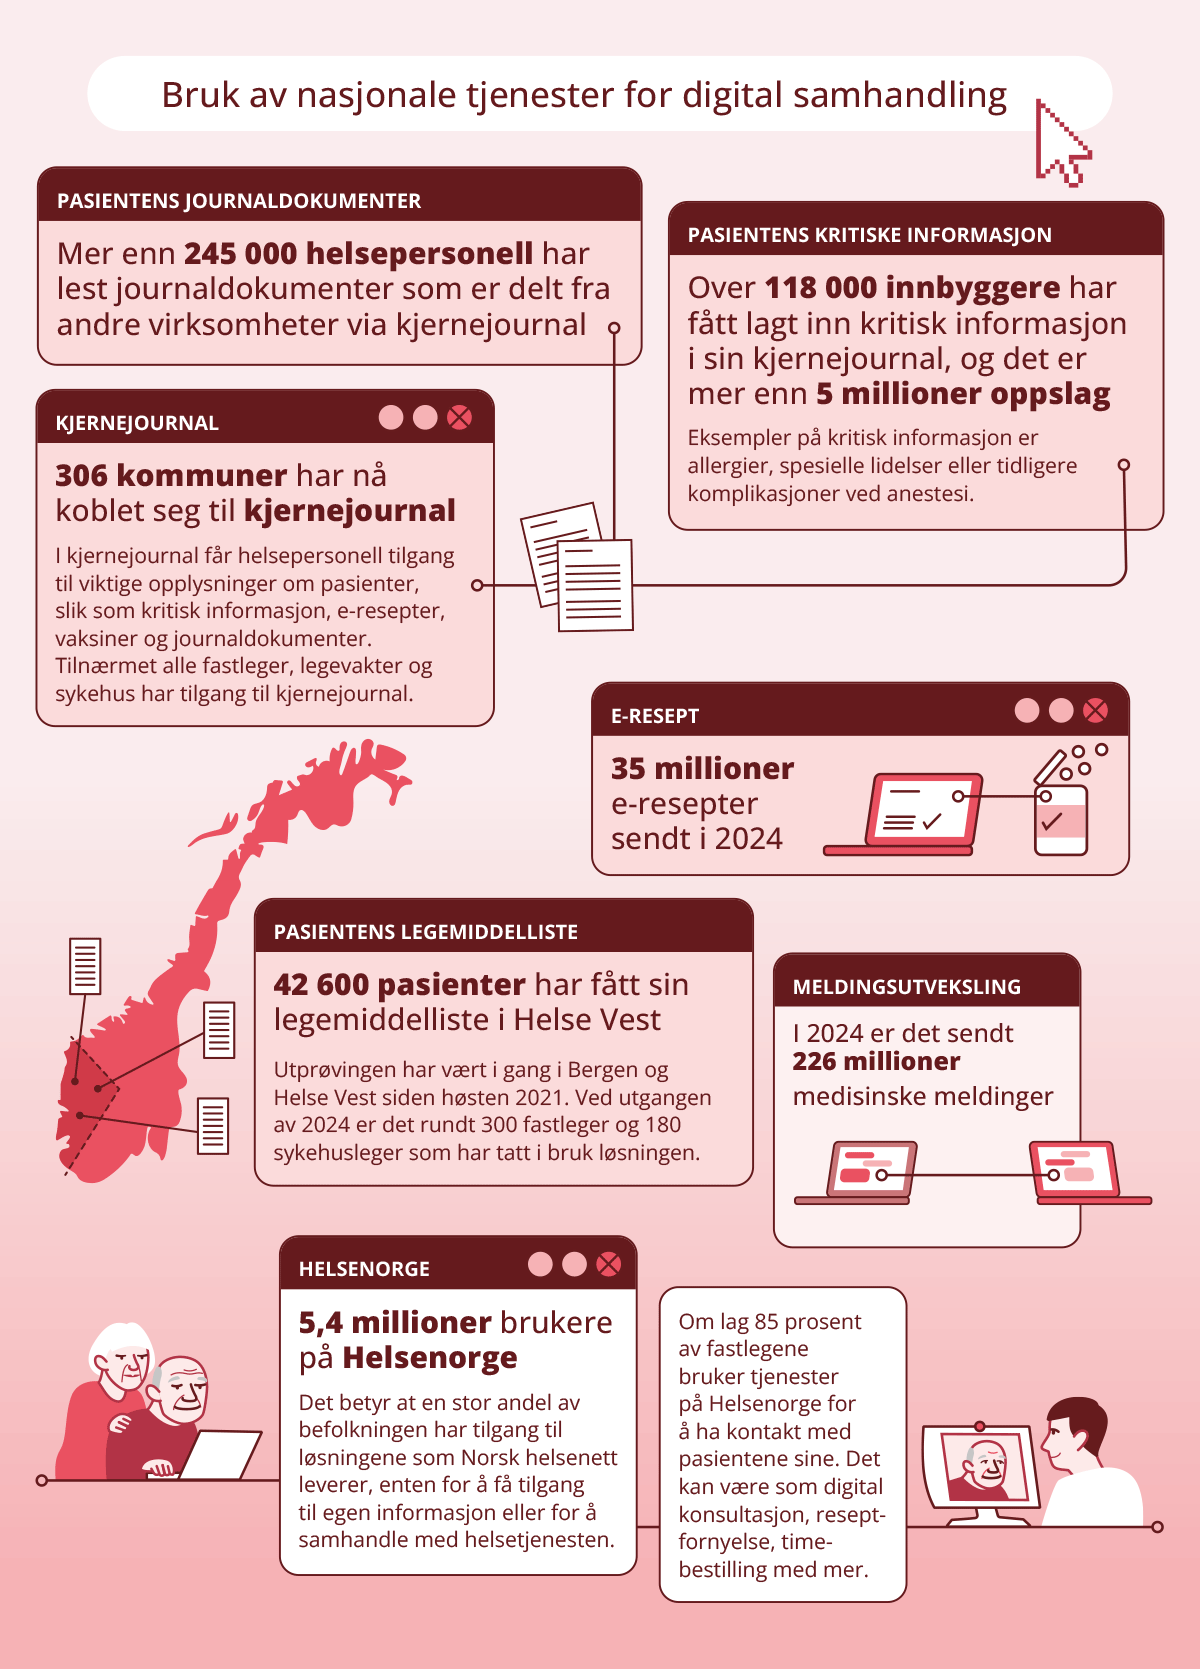 Bruk av nasjonale tjenester for digital samhandling
PASIENTENS JOURNALDOKUMENTER
Mer enn 245 000 helsepersonell har
lest journaldokumenter som er delt fra
andre virksomheter via kjernejournal
PASIENTENS KRITISKE INFORMASJON
Over 118 000 innbyggere har
fått lagt inn kritisk informasjon
i sin kjernejournal, og det er
mer enn 5 millioner oppslag
Eksempler på kritisk informasjon er
allergier, spesielle lidelser eller tidligere
komplikasjoner ved anestesi.
KJERNEJOURNAL
306 kommuner har nå
koblet seg til kjernejournal
I kjernejournal får helsepersonell tilgang
til viktige opplysninger om pasienter,
slik som kritisk informasjon, e-resepter,
vaksiner og journaldokumenter.
Tilnærmet alle fastleger, legevakter og
sykehus har tilgang til kjernejournal.
E-RESEPT
35 millioner
e-resepter
sendt i 2024
PASIENTENS LEGEMIDDELLISTE
42 600 pasienter har fått sin
legemiddelliste i Helse Vest
Utprøvingen har vært i gang i Bergen og
Helse Vest siden høsten 2021. Ved utgangen
av 2024 er det rundt 300 fastleger og 180
sykehusleger som har tatt i bruk løsningen.
MELDINGSUTVEKSLING
I 2024 er det sendt
226 millioner
medisinske meldinger
HELSENORGE
5,4 millioner brukere
på Helsenorge
Det betyr at en stor andel av
befolkningen har tilgang til
løsningene som Norsk helsenett
leverer, enten for å få tilgang
til egen informasjon eller for å
samhandle med helsetjenesten.
Om lag 85 prosent
av fastlegene
bruker tjenester
på Helsenorge for
å ha kontakt med
pasientene sine. Det
kan være som digital
konsultasjon, resept-
fornyelse, time-
bestilling med mer.